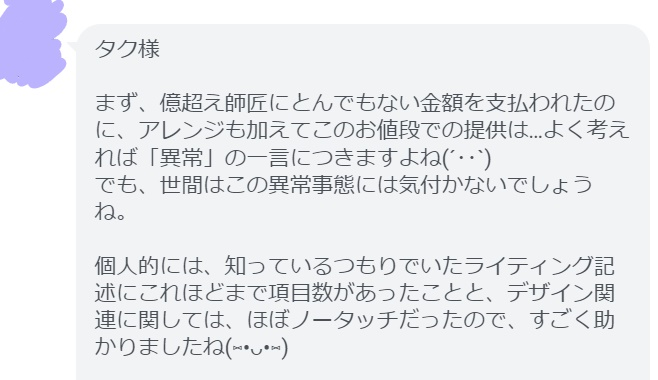 タク様
まず、億超え師匠にとんでもない金額を支払われたの
に、アレンジも加えてこのお値段での提供は…よく考え
れば「異常」の一言につきますよね(´･･`)
でも、世間はこの異常事態には気付かないでしょう
ね。
個人的には、知っているつもりでいたライティング記
述にこれほどまで項目数があったことと、デザイン関
連に関しては、ほぼノータッチだったので、すごく助
かりましたね(⑅•ᴗ•⑅)